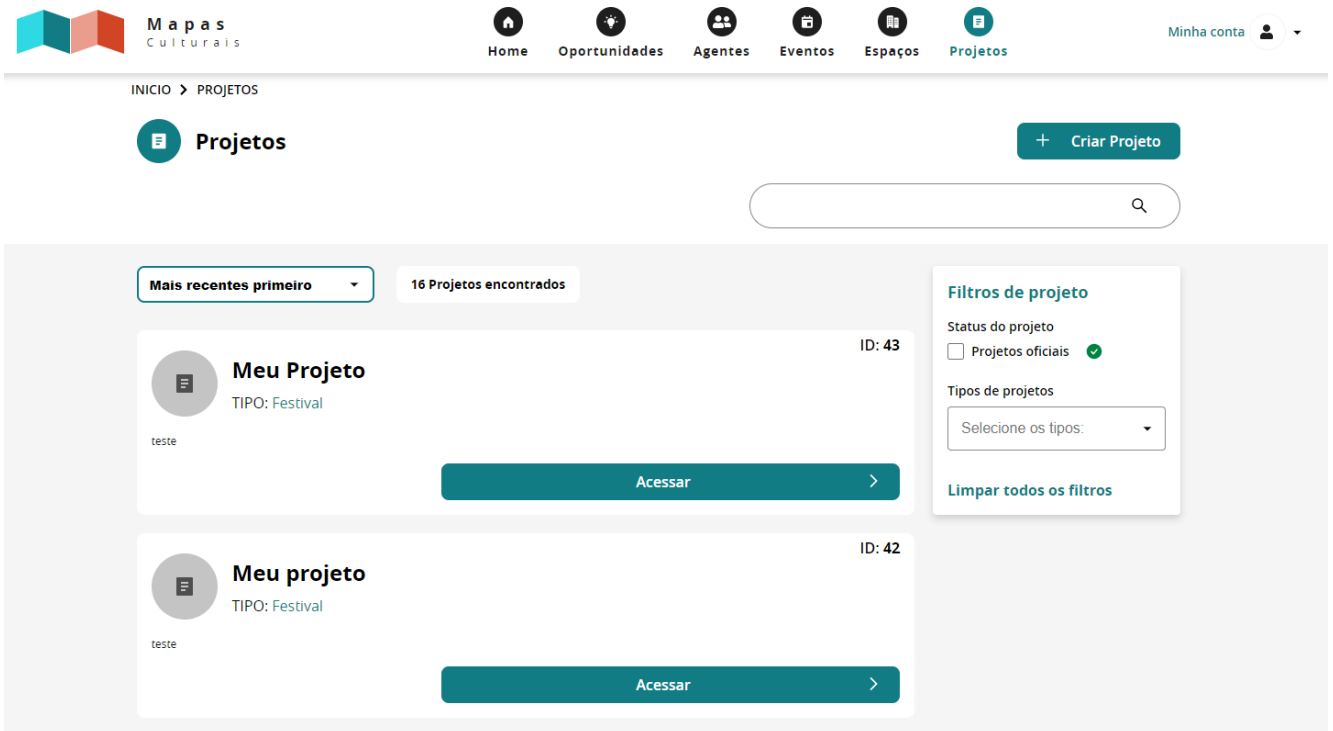 Mapas
Culturais
Home
Oportunidades
Agentes
Eventos
Espaços
Projetos
Minha conta
INICIO > PROJETOS
Projetos
+ Criar Projeto
Mais recentes primeiro
16 Projetos encontrados
ID: 43
Meu Projeto
TIPO: Festival
teste
Acessar
ID: 42
Meu projeto
TIPO: Festival
teste
Acessar
Filtros de projeto
Status do projeto
Projetos oficiais
Tipos de projetos
Selecione os tipos:
Limpar todos os filtros